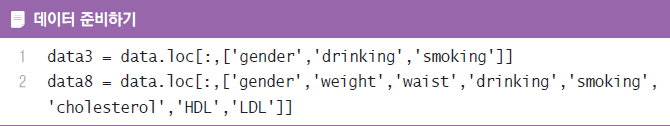 데이터 준비하기
1 data3 = data.loc[:,['gender','drinking','smoking']]
2 data8 = data.loc[:,['gender','weight','waist','drinking','smoking',
'cholesterol','HDL','LDL']]